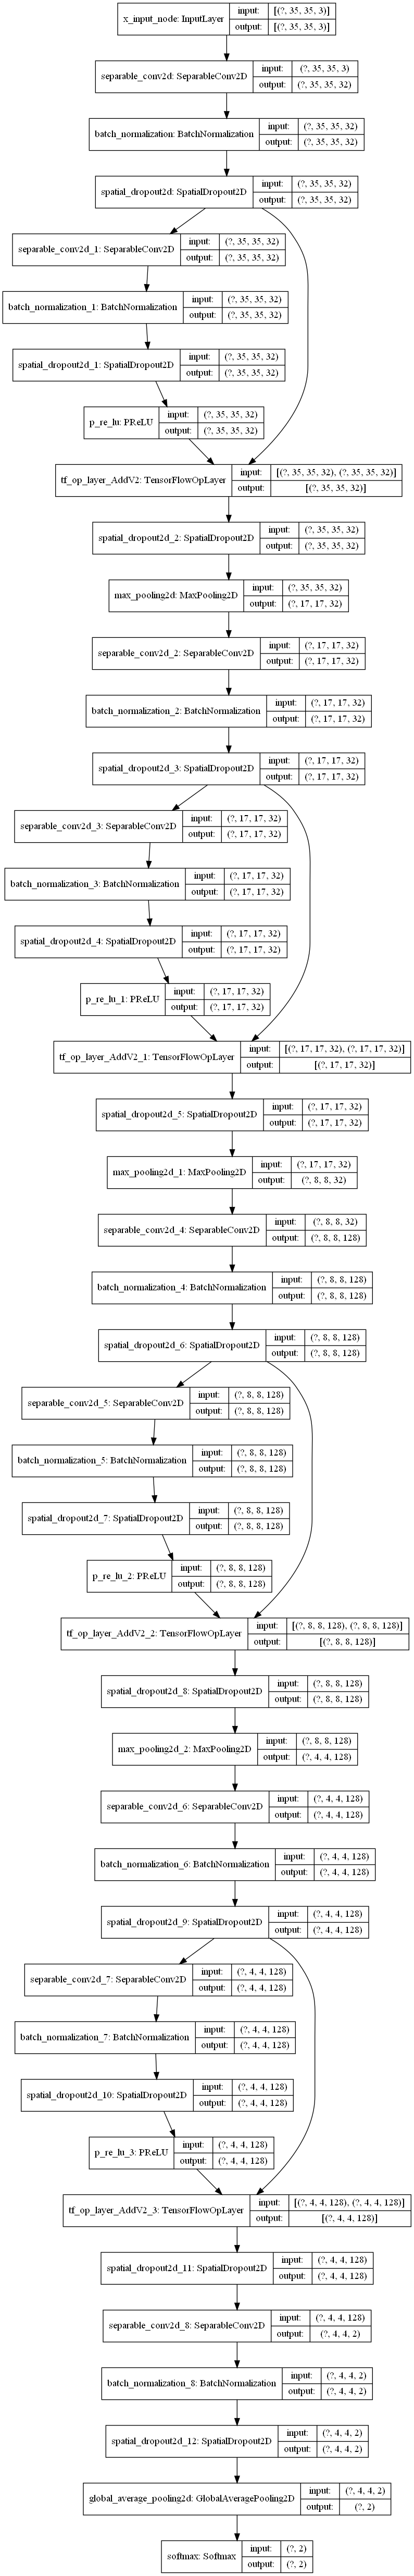 x_input_node: InputLayer
input: [(?, 35, 35, 3)]
output: [(?, 35, 35, 3)]
separable_conv2d: SeparableConv2D
input: (?, 35, 35, 3)
output: (?, 35, 35, 32)
batch_normalization: BatchNormalization
input: (?, 35, 35, 32)
output: (?, 35, 35, 32)
spatial_dropout2d: SpatialDropout2D
input: (?, 35, 35, 32)
output: (?, 35, 35, 32)
separable_conv2d_1: SeparableConv2D
input: (?, 35, 35, 32)
output: (?, 35, 35, 32)
batch_normalization_1: BatchNormalization
input: (?, 35, 35, 32)
output: (?, 35, 35, 32)
spatial_dropout2d_1: SpatialDropout2D
input: (?, 35, 35, 32)
output: (?, 35, 35, 32)
p_re_lu: PReLU
input: (?, 35, 35, 32)
output: (?, 35, 35, 32)
tf_op_layer_AddV2: TensorFlowOpLayer
input: [(?, 35, 35, 32), (?, 35, 35, 32)]
output: [(?, 35, 35, 32)]
spatial_dropout2d_2: SpatialDropout2D
input: (?, 35, 35, 32)
output: (?, 35, 35, 32)
max_pooling2d: MaxPooling2D
input: (?, 35, 35, 32)
output: (?, 17, 17, 32)
separable_conv2d_2: SeparableConv2D
input: (?, 17, 17, 32)
output: (?, 17, 17, 32)
batch_normalization_2: BatchNormalization
input: (?, 17, 17, 32)
output: (?, 17, 17, 32)
spatial_dropout2d_3: SpatialDropout2D
input: (?, 17, 17, 32)
output: (?, 17, 17, 32)
separable_conv2d_3: SeparableConv2D
input: (?, 17, 17, 32)
output: (?, 17, 17, 32)
batch_normalization_3: BatchNormalization
input: (?, 17, 17, 32)
output: (?, 17, 17, 32)
spatial_dropout2d_4: SpatialDropout2D
input: (?, 17, 17, 32)
output: (?, 17, 17, 32)
p_re_lu_1: PReLU
input: (?, 17, 17, 32)
output: (?, 17, 17, 32)
tf_op_layer_AddV2_1: TensorFlowOpLayer
input: [(?, 17, 17, 32), (?, 17, 17, 32)]
output: [(?, 17, 17, 32)]
spatial_dropout2d_5: SpatialDropout2D
input: (?, 17, 17, 32)
output: (?, 17, 17, 32)
max_pooling2d_1: MaxPooling2D
input: (?, 17, 17, 32)
output: (?, 8, 8, 32)
separable_conv2d_4: SeparableConv2D
input: (?, 8, 8, 32)
output: (?, 8, 8, 128)
batch_normalization_4: BatchNormalization
input: (?, 8, 8, 128)
output: (?, 8, 8, 128)
spatial_dropout2d_6: SpatialDropout2D
input: (?, 8, 8, 128)
output: (?, 8, 8, 128)
separable_conv2d_5: SeparableConv2D
input: (?, 8, 8, 128)
output: (?, 8, 8, 128)
batch_normalization_5: BatchNormalization
input: (?, 8, 8, 128)
output: (?, 8, 8, 128)
spatial_dropout2d_7: SpatialDropout2D
input: (?, 8, 8, 128)
output: (?, 8, 8, 128)
p_re_lu_2: PReLU
input: (?, 8, 8, 128)
output: (?, 8, 8, 128)
tf_op_layer_AddV2_2: TensorFlowOpLayer
input: [(?, 8, 8, 128), (?, 8, 8, 128)]
output: [(?, 8, 8, 128)]
spatial_dropout2d_8: SpatialDropout2D
input: (?, 8, 8, 128)
output: (?, 8, 8, 128)
max_pooling2d_2: MaxPooling2D
input: (?, 8, 8, 128)
output: (?, 4, 4, 128)
separable_conv2d_6: SeparableConv2D
input: (?, 4, 4, 128)
output: (?, 4, 4, 128)
batch_normalization_6: BatchNormalization
input: (?, 4, 4, 128)
output: (?, 4, 4, 128)
spatial_dropout2d_9: SpatialDropout2D
input: (?, 4, 4, 128)
output: (?, 4, 4, 128)
separable_conv2d_7: SeparableConv2D
input: (?, 4, 4, 128)
output: (?, 4, 4, 128)
batch_normalization_7: BatchNormalization
input: (?, 4, 4, 128)
output: (?, 4, 4, 128)
spatial_dropout2d_10: SpatialDropout2D
input: (?, 4, 4, 128)
output: (?, 4, 4, 128)
p_re_lu_3: PReLU
input: (?, 4, 4, 128)
output: (?, 4, 4, 128)
tf_op_layer_AddV2_3: TensorFlowOpLayer
input: [(?, 4, 4, 128), (?, 4, 4, 128)]
output: [(?, 4, 4, 128)]
spatial_dropout2d_11: SpatialDropout2D
input: (?, 4, 4, 128)
output: (?, 4, 4, 128)
separable_conv2d_8: SeparableConv2D
input: (?, 4, 4, 128)
output: (?, 4, 4, 2)
batch_normalization_8: BatchNormalization
input: (?, 4, 4, 2)
output: (?, 4, 4, 2)
spatial_dropout2d_12: SpatialDropout2D
input: (?, 4, 4, 2)
output: (?, 4, 4, 2)
global_average_pooling2d: GlobalAveragePooling2D
input: (?, 4, 4, 2)
output: (?, 2)
softmax: Softmax
input: (?, 2)
output: (?, 2)